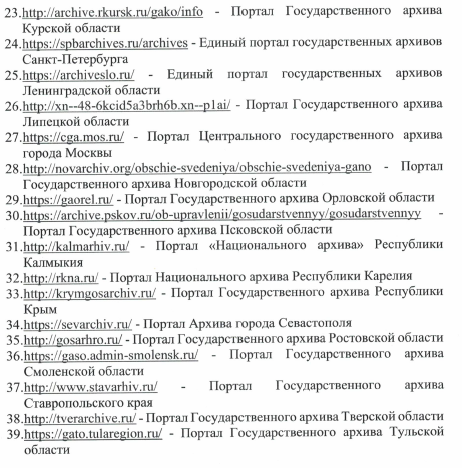 23.http://archive.rkursk.ru/gako/info - Портал Государственного архива
Курской области
24.https://spbarchives.ru/archives - Единый портал государственных архивов
Санкт-Петербурга
25.https://archiveslo.ru/ - Единый портал государственных архивов
Ленинградской области
26.http://xn--48-6kcid5a3brh6b.xn--p1ai/ - Портал Государственного архива
Липецкой области
27.https://cga.mos.ru/ - Портал Центрального государственного архива
города Москвы
28.http://novarchiv.org/obschie-svedeniya/obschie-svedeniya-gano - Портал
Государственного архива Новгородской области
29.https://gaorel.ru/ - Портал Государственного архива Орловской области
30.https://archive.pskov.ru/ob-upravlenii/gosudarstvennyy/gosudarstvennyy -
Портал Государственного архива Псковской области
31.http://kalmarhiv.ru/ - Портал «Национального архива» Республики
Калмыкия
32.http://rkna.ru/ - Портал Национального архива Республики Карелия
33.http://krymgosarchiv.ru/ - Портал Государственного архива Республики
Крым
34.https://sevarchiv.ru/ - Портал Архива города Севастополя
35.http://gosarhro.ru/ - Портал Государственного архива Ростовской области
36.https://gaso.admin-smolensk.ru/ - Портал Государственного архива
Смоленской области
37.http://www.stavarhiv.ru/ - Портал Государственного архива
Ставропольского края
38.http://tverarchive.ru/ - Портал Государственного архива Тверской области
39.https://gato.tularegion.ru/ - Портал Государственного архива Тульской
области